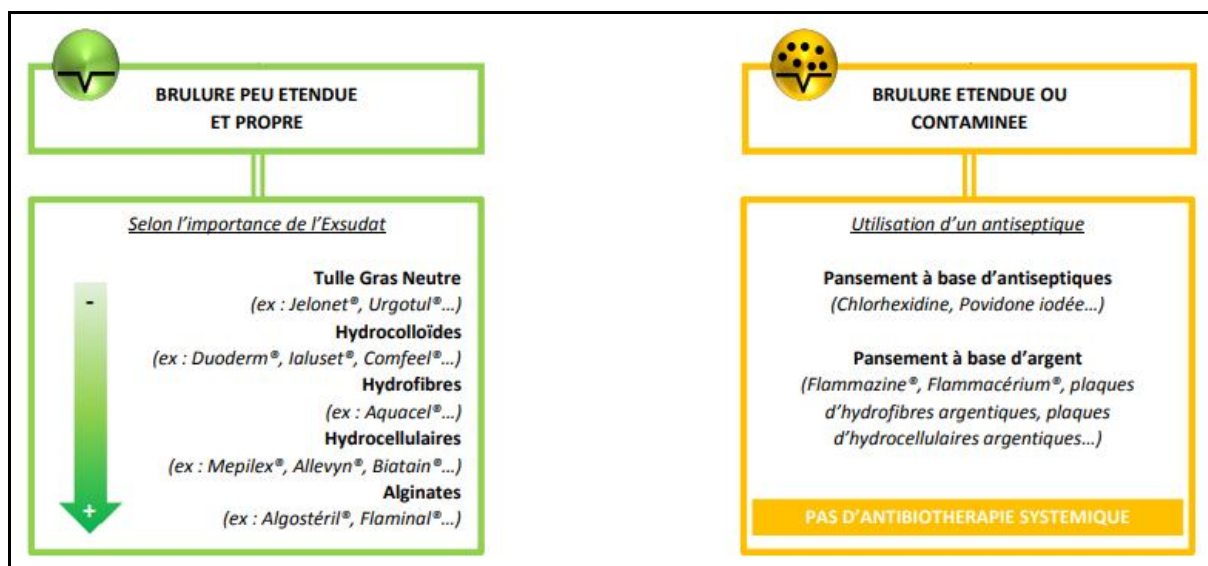 BRULURE PEU ETENDUE
ET PROPRE
Selon l'importance de l'Exsudat
-
Tulle Gras Neutre
(ex : Jelonet®, Urgotul®…)
Hydrocolloïdes
(ex : Duoderm®, Ialuset®, Comfeel®…)
Hydrofibres
(ex : Aquacel®…)
Hydrocellulaires
(ex : Mepilex®, Allevyn®, Biatain®…)
Alginates
+
(ex : Algostéril®, Flaminal®…)
BRULURE ETENDUE OU
CONTAMINEE
Utilisation d'un antiseptique
Pansement à base d'antiseptiques
(Chlorhexidine, Povidone iodée…)
Pansement à base d'argent
(Flammazine®, Flammacérium®, plaques
d'hydrofibres argentiques, plaques
d'hydrocellulaires argentiques…)
PAS D'ANTIBIOTHERAPIE SYSTEMIQUE